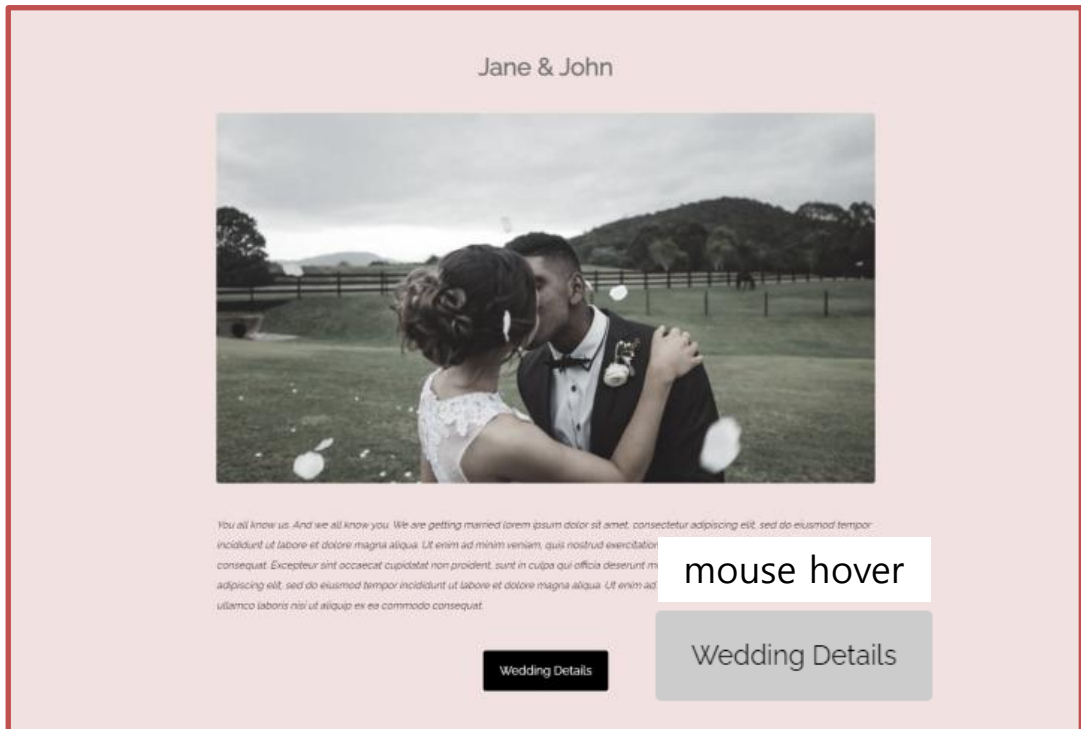 Jane & John
You all know us. And we all know you. We are getting married lorem ipsum dolor sit amet, consectetur adipiscing elit, sed do eiusmod tempor
incididunt ut labore et dolore magna aliqua. Ut enim ad minim veniam, quis nostrud exercitation
consequat. Excepteur sint occaecat cupidatat non proident, sunt in culpa qui officia deserunt
adipiscing elit, sed do eiusmod tempor incididunt ut labore et dolore magna aliqua. Ut enim ad
ullamco laboris nisi ut aliquip ex ea commodo consequat.
mouse hover
Wedding Details
Wedding Details